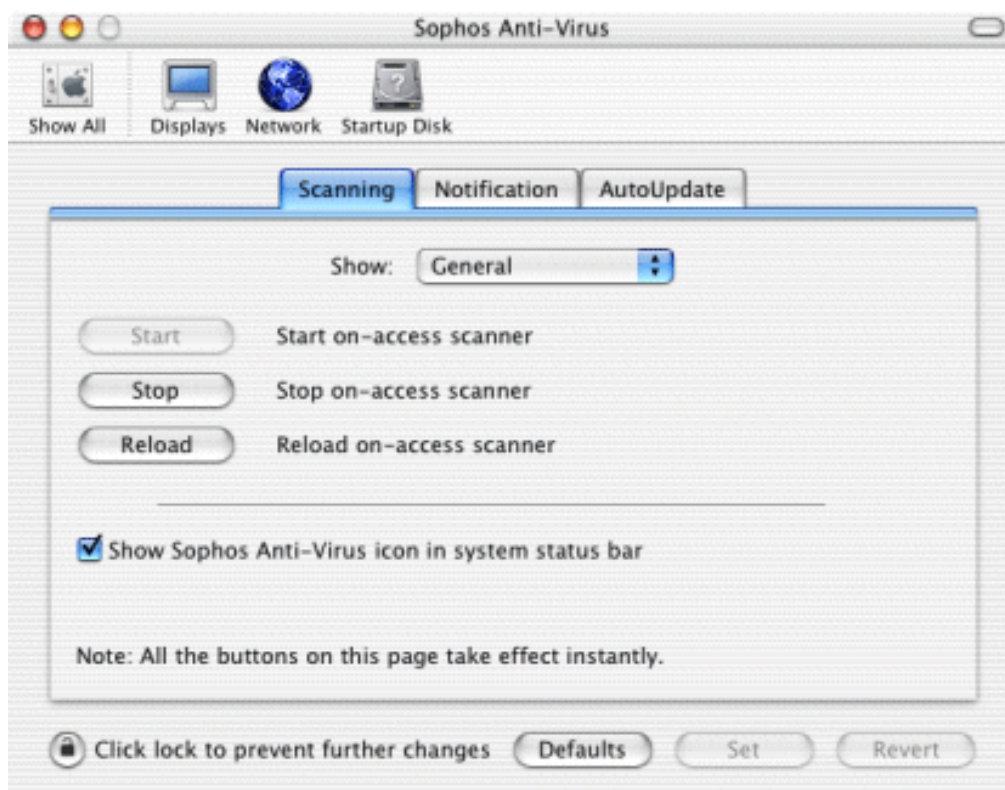 Sophos Anti-Virus
Show All Displays Network Startup Disk
Scanning Notification AutoUpdate
Show: General
Start Start on-access scanner
Stop Stop on-access scanner
Reload Reload on-access scanner
Show Sophos Anti-Virus icon in system status bar
Note: All the buttons on this page take effect instantly.
Click lock to prevent further changes Defaults Set Revert